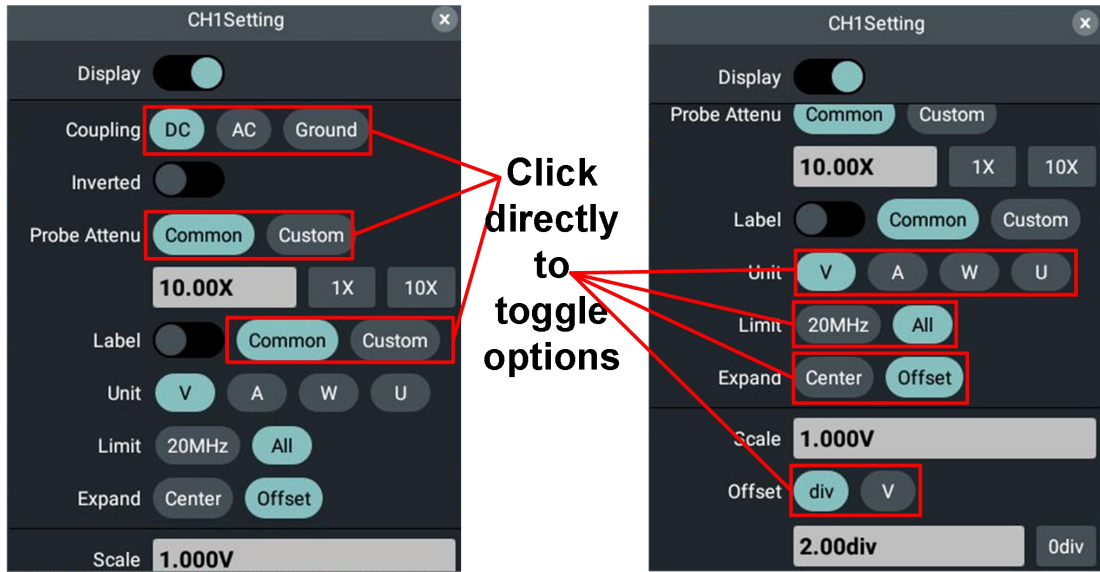 CH1Setting x
Display
Coupling DC AC Ground
Inverted
Probe Attenu Common Custom
10.00X 1X 10X
Label Common Custom
Unit V A W U
Limit 20MHz All
Expand Center Offset
Scale 1.000V
Click
directly
to
toggle
options
CH1Setting x
Display
Probe Attenu Common Custom
10.00X 1X 10X
Label Common Custom
Unit V A W U
Limit 20MHz All
Expand Center Offset
Scale 1.000V
Offset div V
2.00div 0div